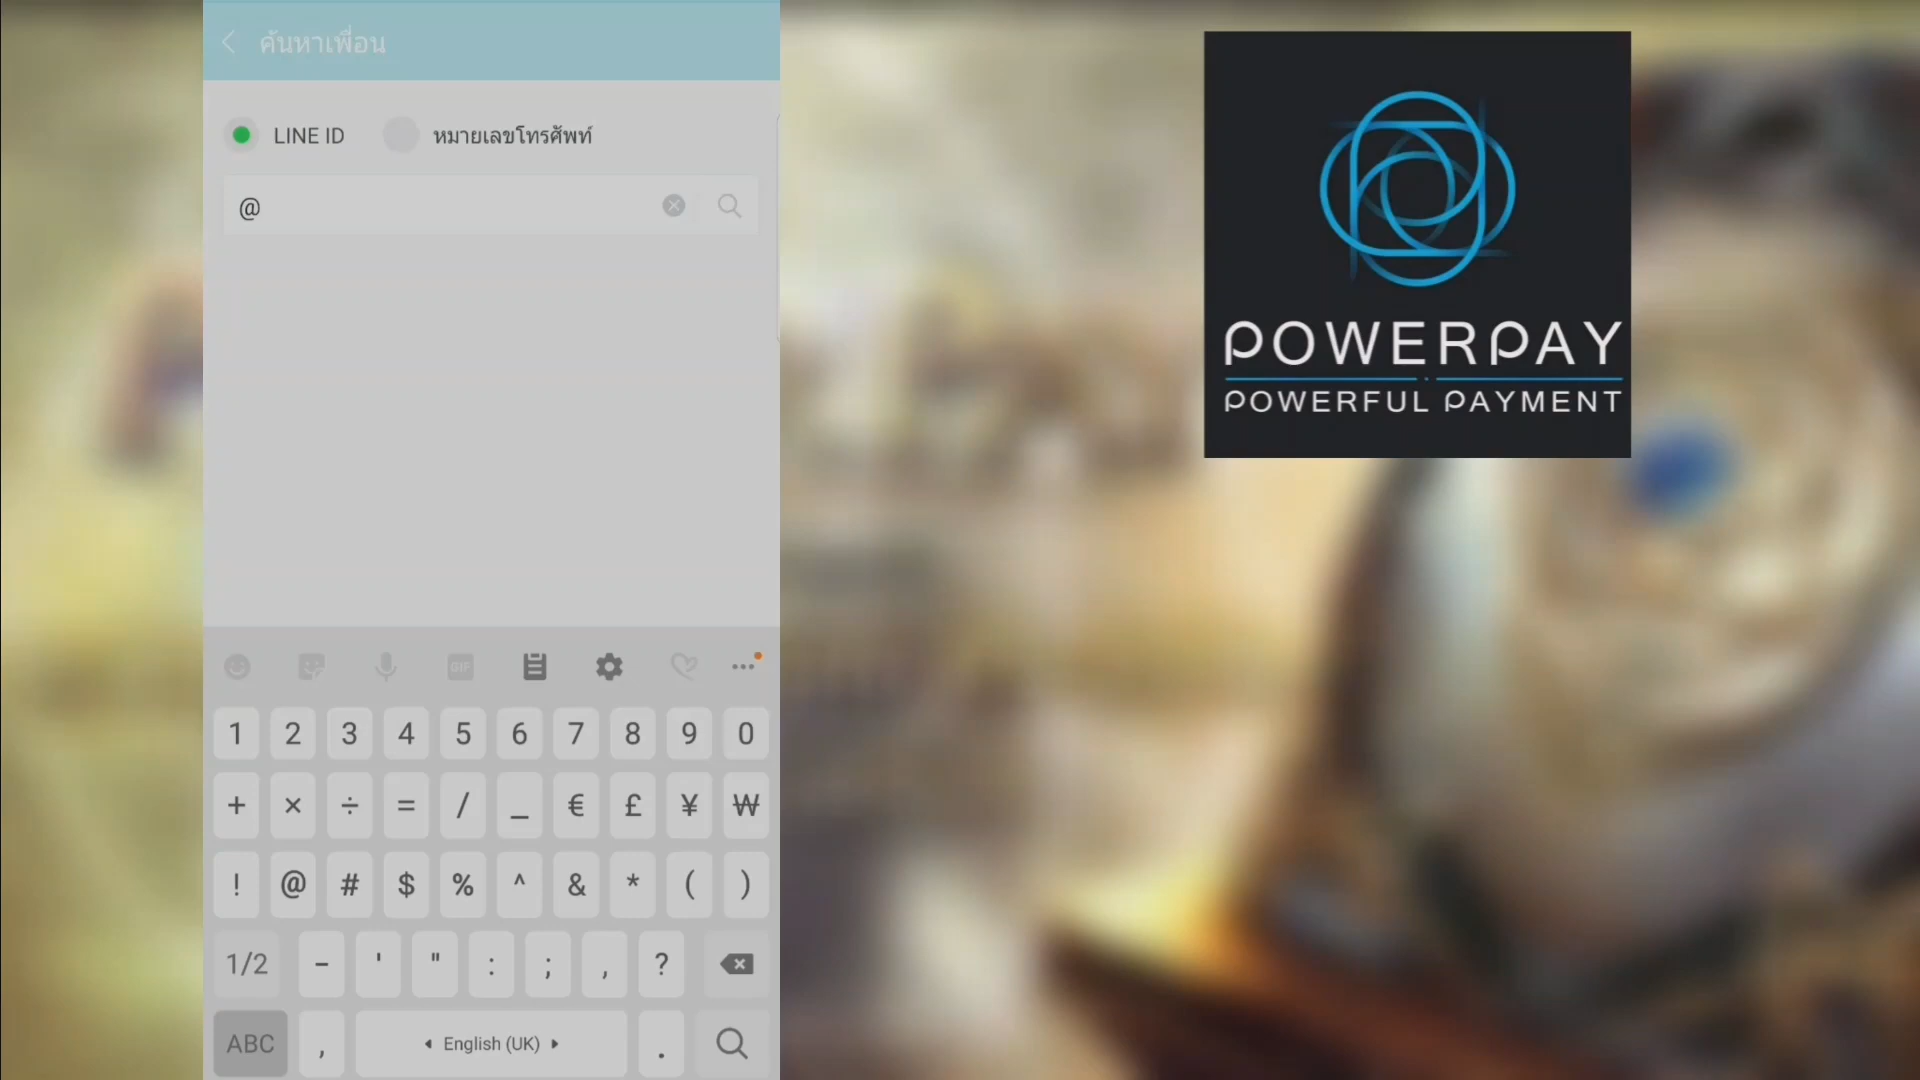 ค้นหาเพื่อน
LINE ID หมายเลขโทรศัพท์
@
GIF
1 2 3 4 5 6 7 8 9 0
+ × ÷ = / _ € £ ¥ ₩
! @ # $ % ^ & * ( )
1/2 - ' " : ; , ?
ABC , English (UK) .
POWERPAY
POWERFUL PAYMENT